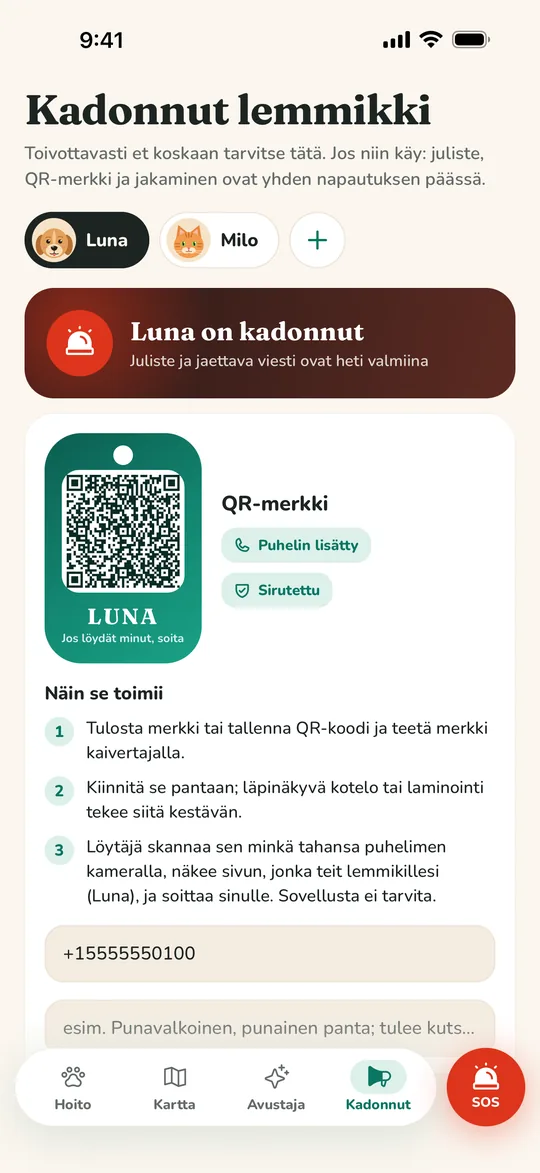 9:41
Kadonnut lemmikki
Toivottavasti et koskaan tarvitse tätä. Jos niin käy: juliste,
QR-merkki ja jakaminen ovat yhden napautuksen päässä.
Luna
Milo
Luna on kadonnut
Juliste ja jaettava viesti ovat heti valmiina
QR-merkki
Puhelin lisätty
Sirutettu
LUNA
Jos löydät minut, soita
Näin se toimii
1 Tulosta merkki tai tallenna QR-koodi ja teetä merkki
kaivertajalla.
2 Kiinnitä se pantaan; läpinäkyvä kotelo tai laminointi
tekee siitä kestävän.
3 Löytäjä skannaa sen minkä tahansa puhelimen
kameralla, näkee sivun, jonka teit lemmikillesi
(Luna), ja soittaa sinulle. Sovellusta ei tarvita.
+15555550100
esim. Punavalkoinen, punainen panta; tulee kuts...
Hoito
Kartta
Avustaja
Kadonnut
SOS